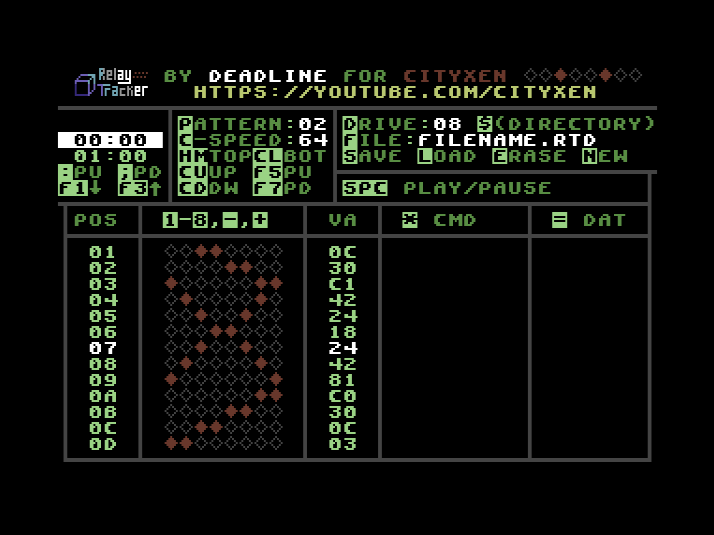 Relay Tracker BY DEADLINE FOR CITYXEN
HTTPS://YOUTUBE.COM/CITYXEN
PATTERN:02 DRIVE:08 $(DIRECTORY)
00:00 C-SPEED:64 FILE:FILENAME.RTD
01:00 HMTOPCLBOT SAVE LOAD ERASE NEW
:PU ;PD CUUP F5PU
F1↓ F3↑ CDDW F7PD SPC PLAY/PAUSE
POS 1-8,-,+ VA * CMD = DAT
01 0C
02 30
03 C1
04 42
05 24
06 18
07 24
08 42
09 81
0A C0
0B 30
0C 0C
0D 03